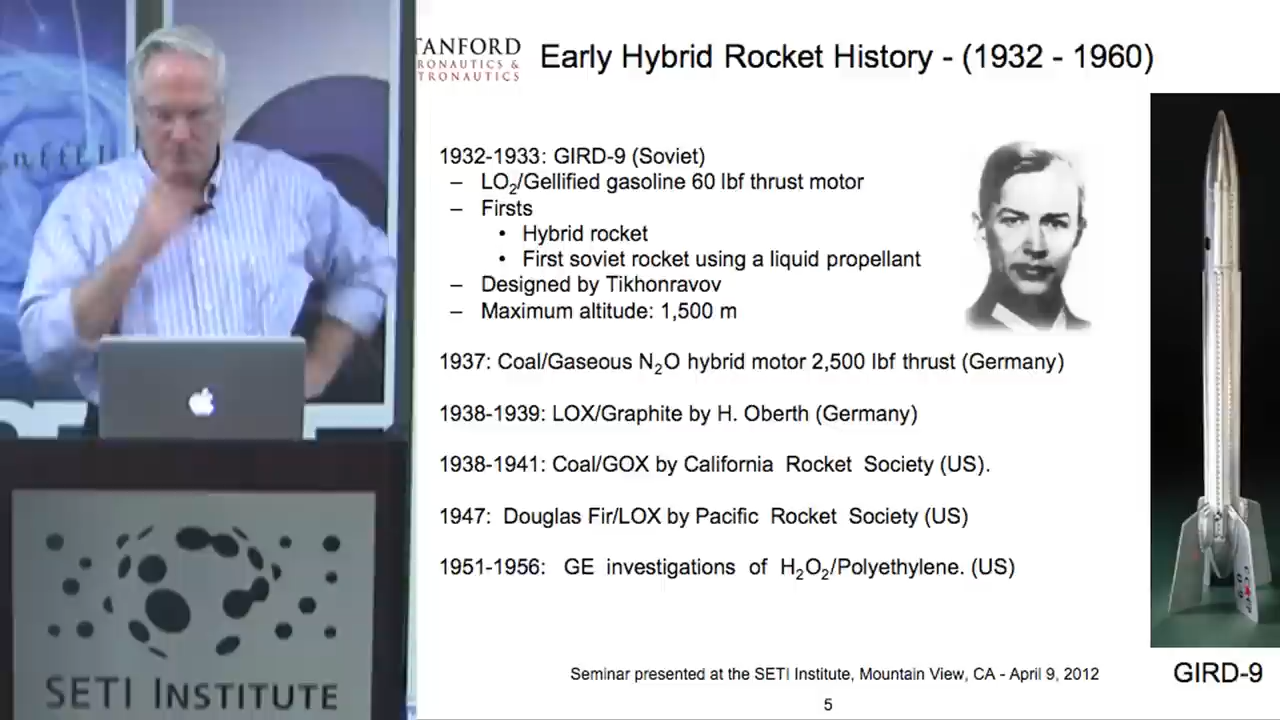 TANFORD
RONAUTICS &
TRONAUTICS
Early Hybrid Rocket History - (1932 - 1960)
1932-1933: GIRD-9 (Soviet)
– LO₂/Gellified gasoline 60 lbf thrust motor
– Firsts
• Hybrid rocket
• First soviet rocket using a liquid propellant
– Designed by Tikhonravov
– Maximum altitude: 1,500 m
1937: Coal/Gaseous N₂O hybrid motor 2,500 lbf thrust (Germany)
1938-1939: LOX/Graphite by H. Oberth (Germany)
1938-1941: Coal/GOX by California Rocket Society (US).
1947: Douglas Fir/LOX by Pacific Rocket Society (US)
1951-1956: GE investigations of H₂O₂/Polyethylene. (US)
Seminar presented at the SETI Institute, Mountain View, CA - April 9, 2012
5
GIRD-9
SETI INSTITUTE